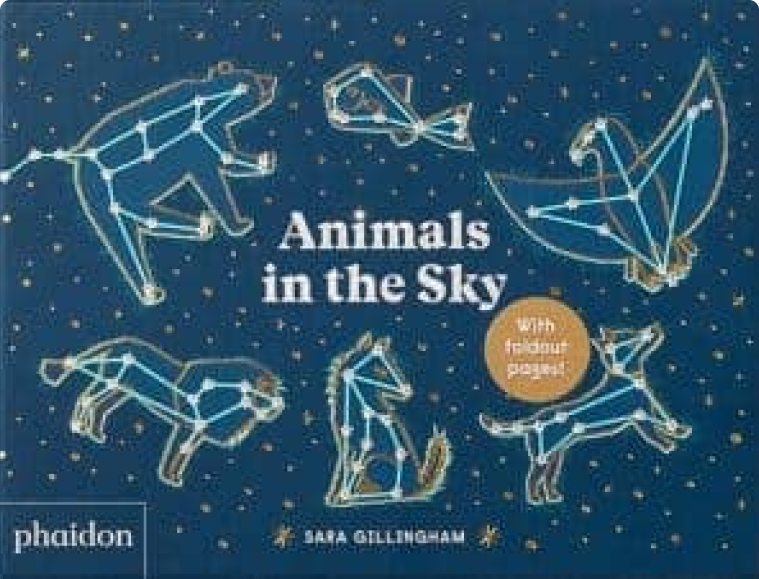 Animals
in the Sky
With
foldout
pages!
phaidon
SARA GILLINGHAM